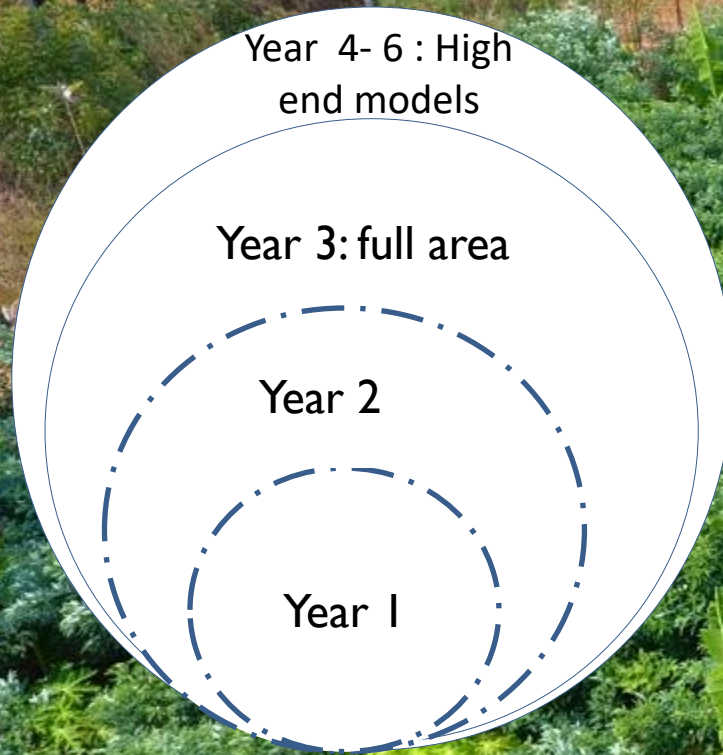 Year 4- 6 : High
end models
Year 3: full area
Year 2
Year 1